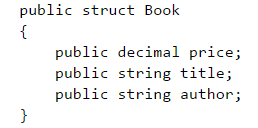 public struct Book
{
    public decimal price;
    public string title;
    public string author;
}